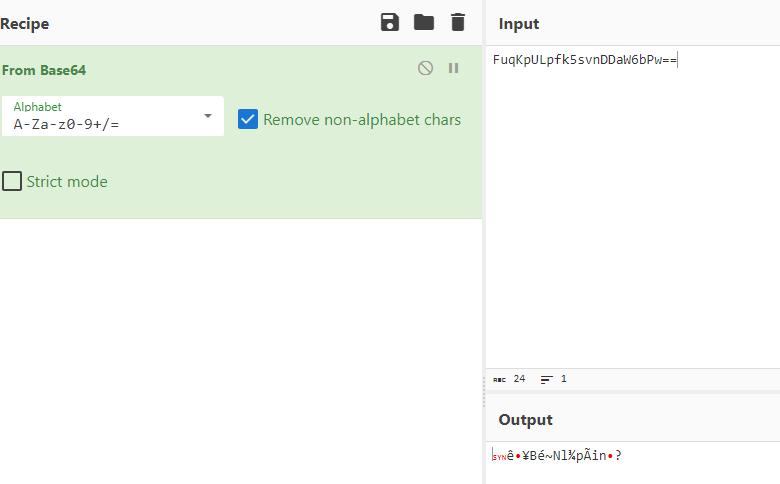 Recipe
From Base64
Alphabet
A-Za-z0-9+/=
Remove non-alphabet chars
Strict mode
Input
FuqKpULpfk5svnDDaW6bPw==
ABC 24 1
Output
SYNê•¥Bé~Nl¾pÃin•?